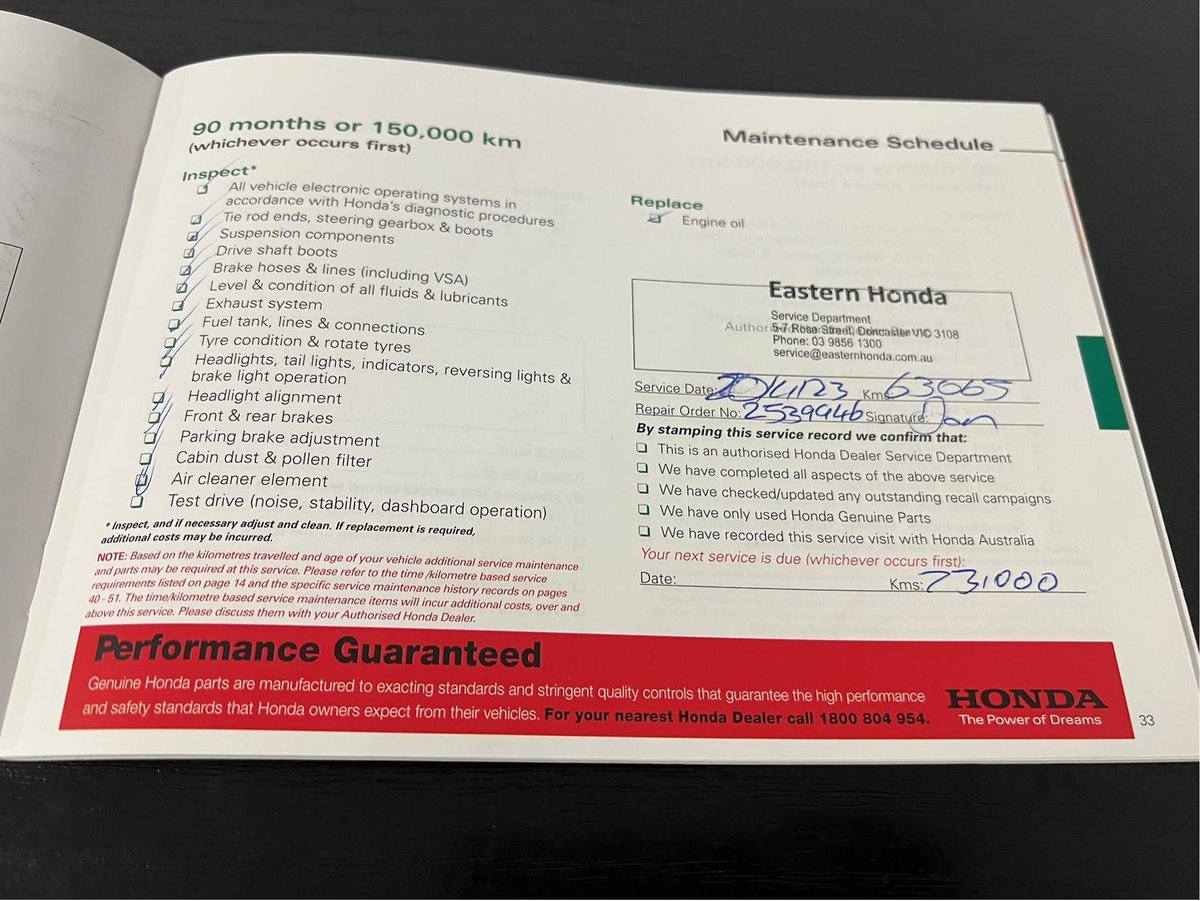 90 months or 150,000 km
(whichever occurs first)
Inspect*
All vehicle electronic operating systems in
accordance with Honda's diagnostic procedures
Tie rod ends, steering gearbox & boots
Suspension components
Drive shaft boots
Brake hoses & lines (including VSA)
Level & condition of all fluids & lubricants
Exhaust system
Fuel tank, lines & connections
Tyre condition & rotate tyres
Headlights, tail lights, indicators, reversing lights &
brake light operation
Headlight alignment
Front & rear brakes
Parking brake adjustment
Cabin dust & pollen filter
Air cleaner element
Test drive (noise, stability, dashboard operation)
* Inspect, and if necessary adjust and clean. If replacement is required,
additional costs may be incurred.
NOTE: Based on the kilometres travelled and age of your vehicle additional service maintenance
and parts may be required at this service. Please refer to the time /kilometre based service
requirements listed on page 14 and the specific service maintenance history records on pages
40 - 51. The time/kilometre based service maintenance items will incur additional costs, over and
above this service. Please discuss them with your Authorised Honda Dealer.
Maintenance Schedule
Replace
Engine oil
Eastern Honda
Service Department
5-7 Rose Street, Doncaster VIC 3108
Phone: 03 9856 1300
service@easternhonda.com.au
Service Date: 20/4/23 Kms: 63065
Repair Order No: 2539946 Signature: Dan
By stamping this service record we confirm that:
This is an authorised Honda Dealer Service Department
We have completed all aspects of the above service
We have checked/updated any outstanding recall campaigns
We have only used Honda Genuine Parts
We have recorded this service visit with Honda Australia
Your next service is due (whichever occurs first):
Date: Kms: 731000
Performance Guaranteed
Genuine Honda parts are manufactured to exacting standards and stringent quality controls that guarantee the high performance
and safety standards that Honda owners expect from their vehicles. For your nearest Honda Dealer call 1800 804 954.
HONDA
The Power of Dreams
33